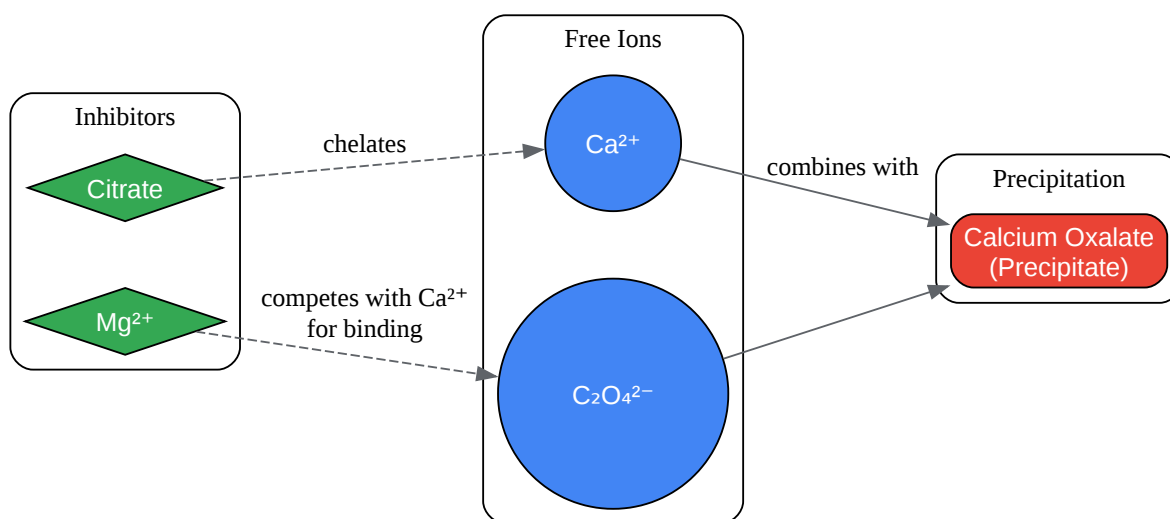 Inhibitors
Citrate
Mg²⁺
chelates
competes with Ca²⁺
for binding
Free Ions
Ca²⁺
C₂O₄²⁻
combines with
Precipitation
Calcium Oxalate
(Precipitate)